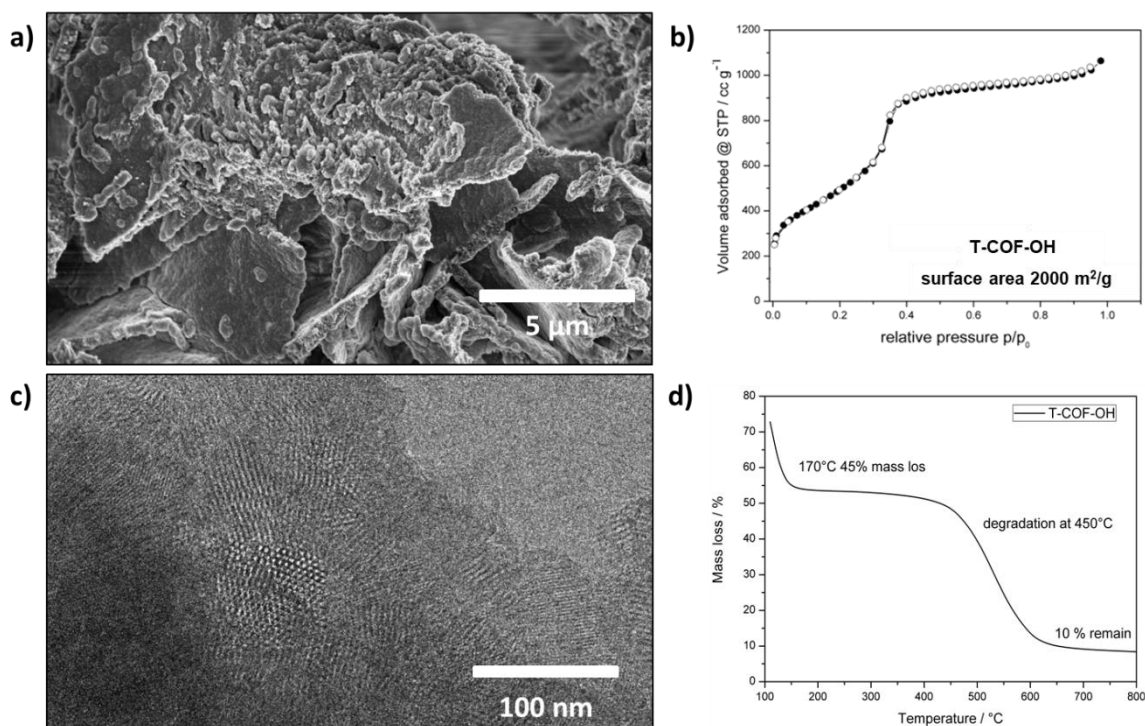 a)
5 µm
b)
1200
1000
800
600
400
200
0
Volume adsorbed @ STP / cc g⁻¹
T-COF-OH
surface area 2000 m²/g
0.0 0.2 0.4 0.6 0.8 1.0
relative pressure p/p₀
c)
100 nm
d)
80
70
60
50
40
30
20
10
0
Mass loss / %
T-COF-OH
170°C 45% mass los
degradation at 450°C
10 % remain
100 200 300 400 500 600 700 800
Temperature / °C